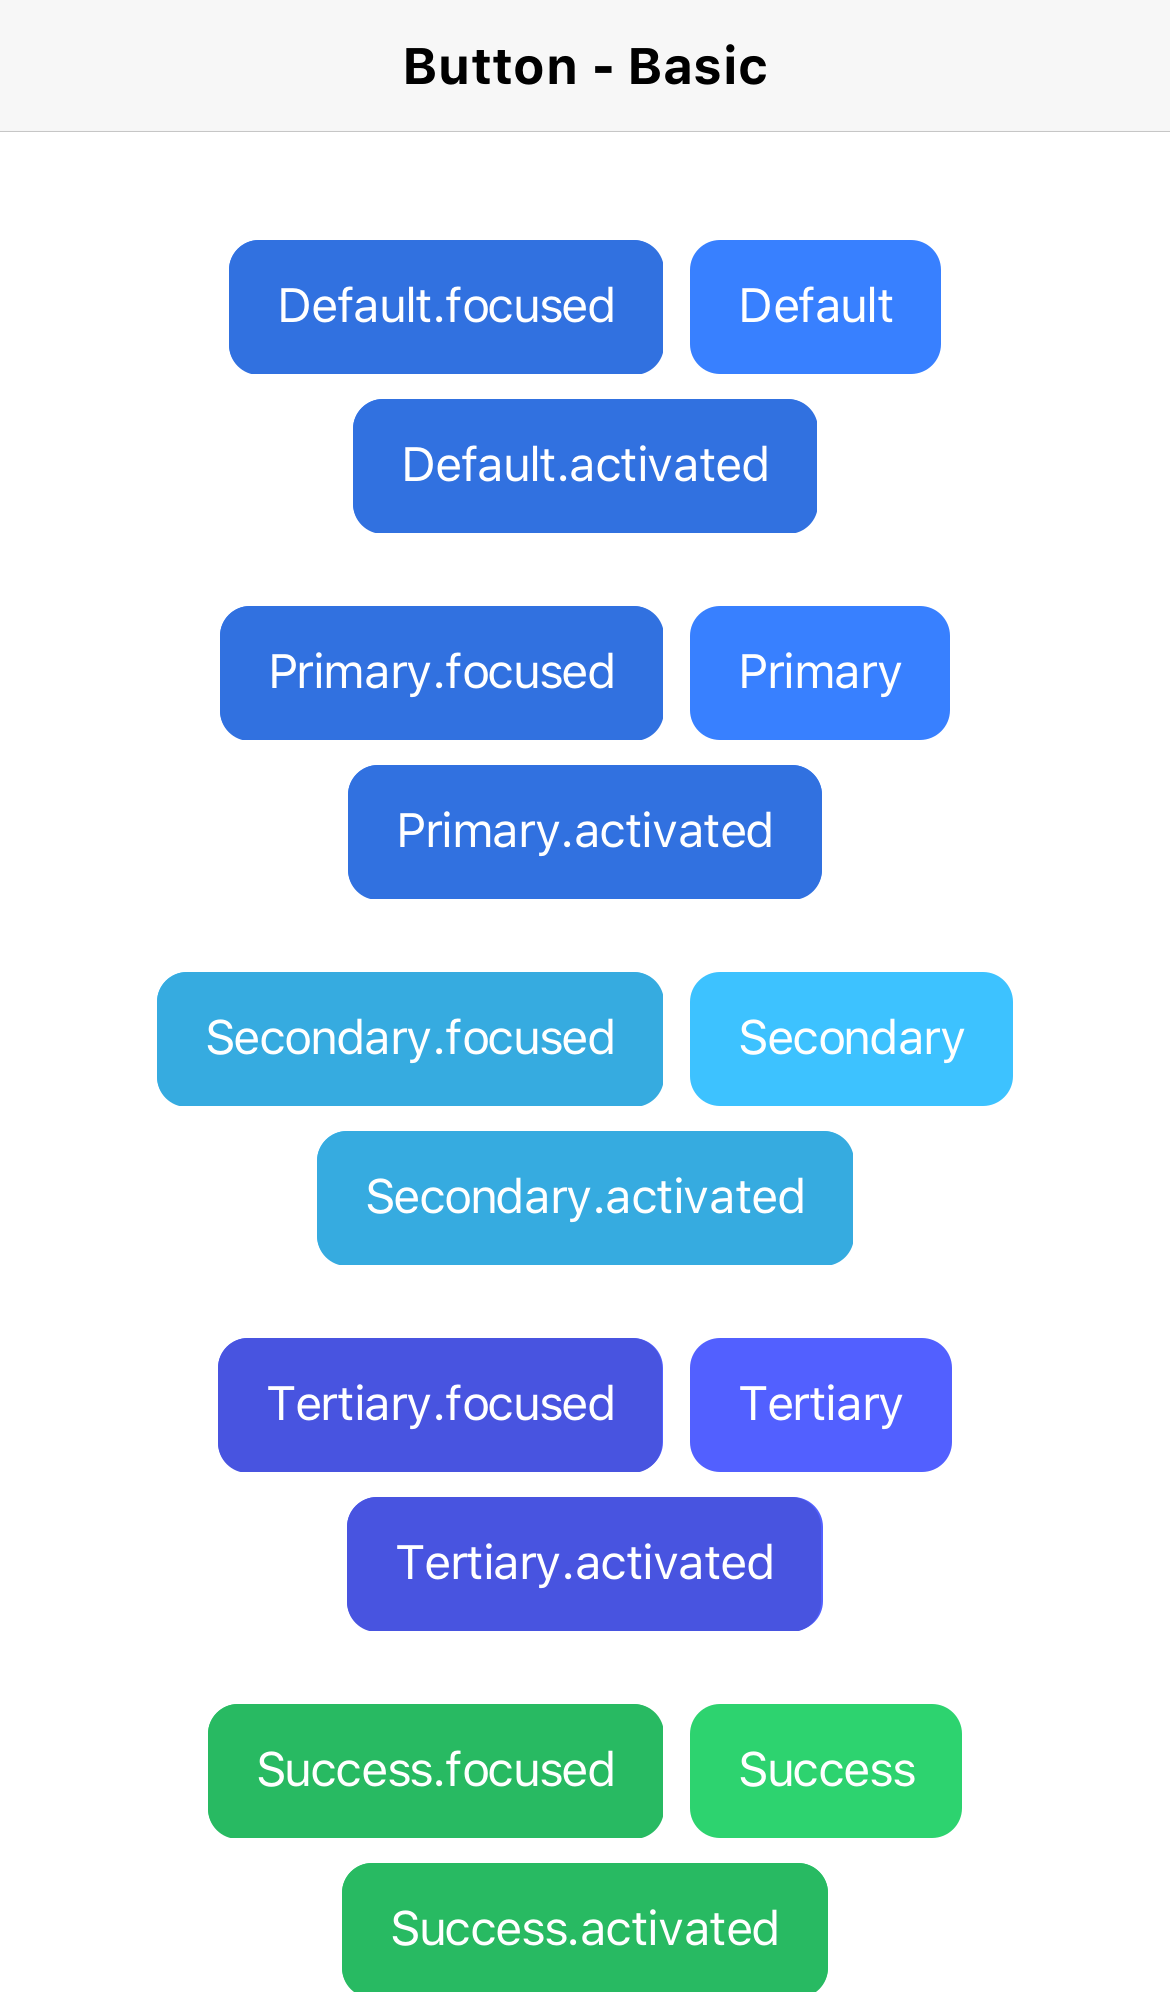 Button - Basic
Default.focused Default
Default.activated
Primary.focused Primary
Primary.activated
Secondary.focused Secondary
Secondary.activated
Tertiary.focused Tertiary
Tertiary.activated
Success.focused Success
Success.activated